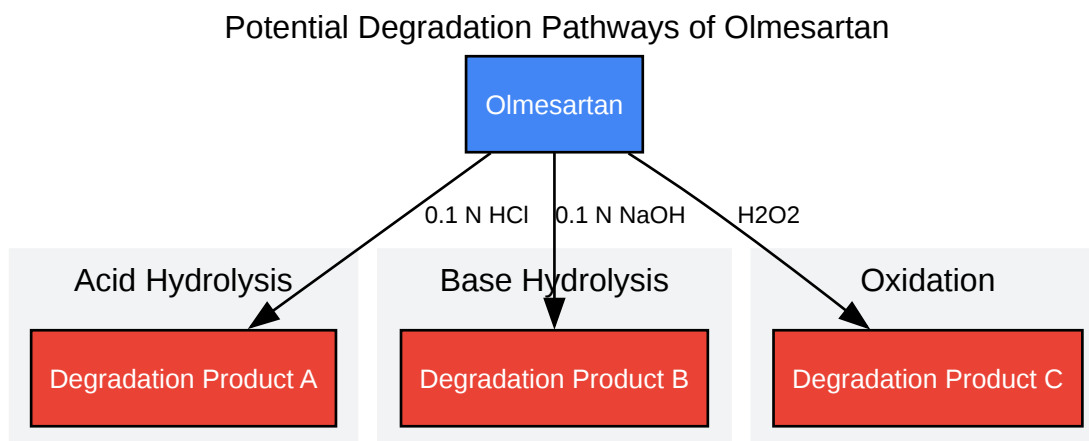 Potential Degradation Pathways of Olmesartan
Olmesartan
0.1 N HCl
0.1 N NaOH
H2O2
Acid Hydrolysis
Base Hydrolysis
Oxidation
Degradation Product A
Degradation Product B
Degradation Product C